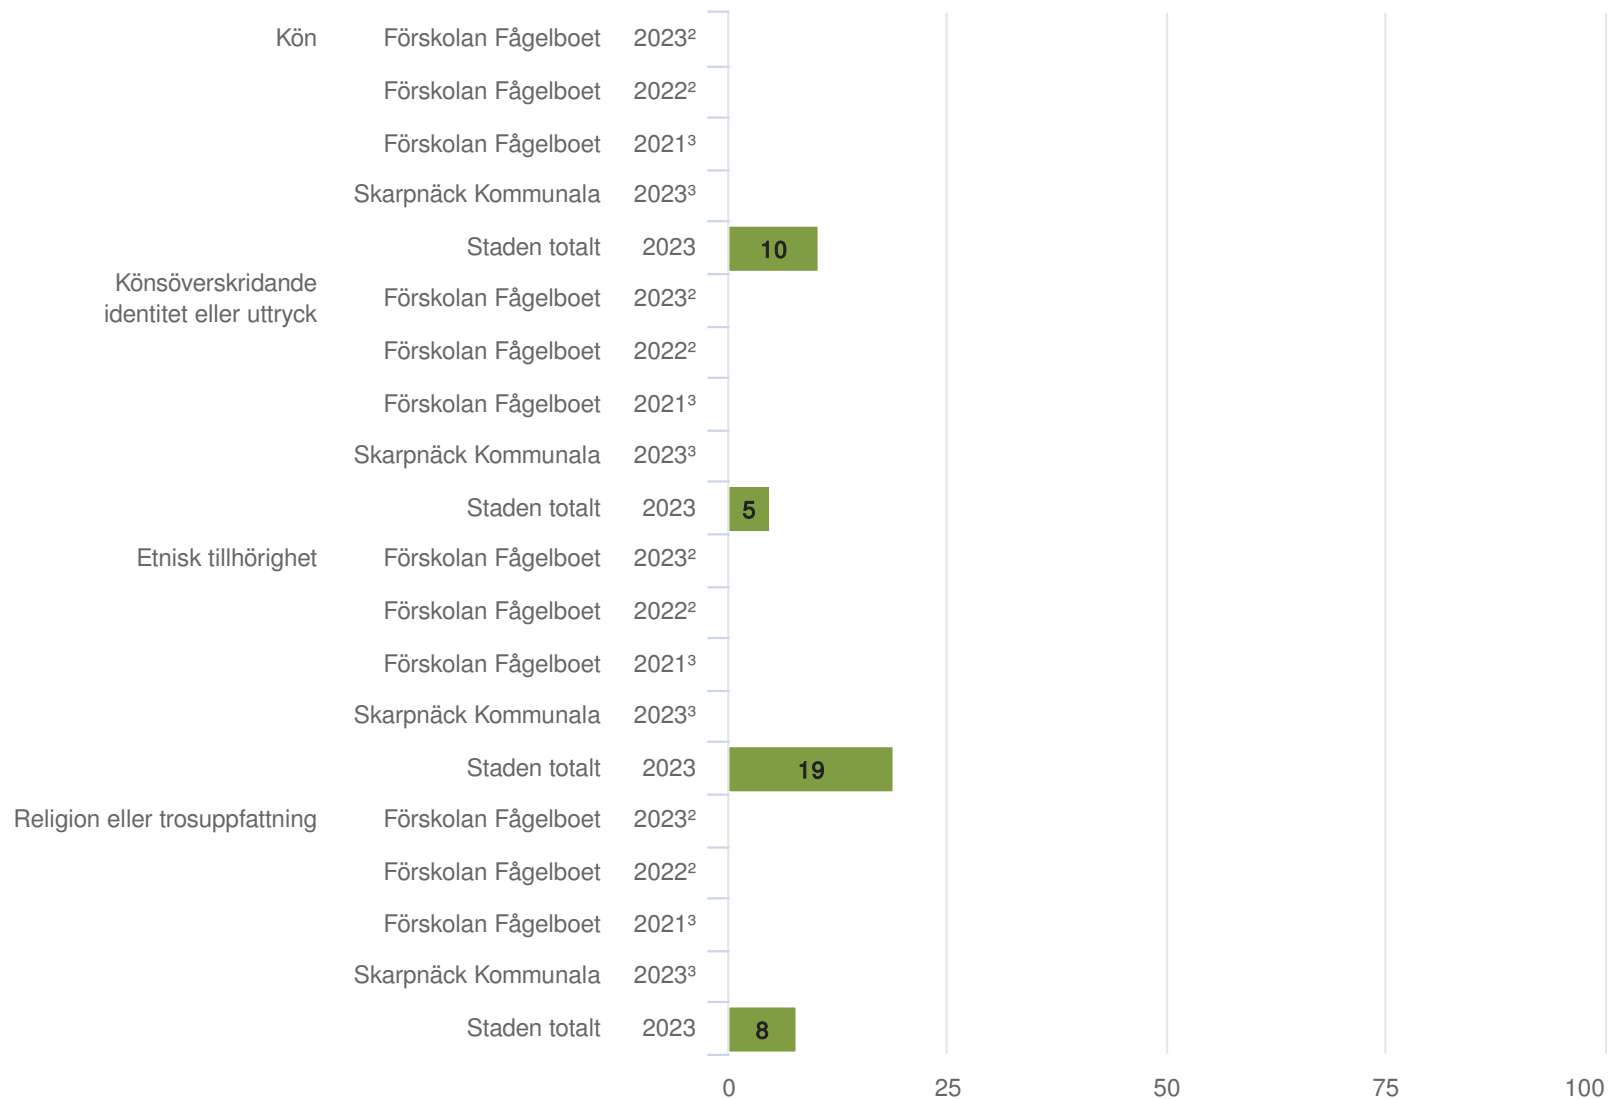 Kön Förskolan Fågelboet 2023²
Förskolan Fågelboet 2022²
Förskolan Fågelboet 2021³
Skarpnäck Kommunala 2023³
Staden totalt 2023 10
Könsöverskridande
identitet eller uttryck
Förskolan Fågelboet 2023²
Förskolan Fågelboet 2022²
Förskolan Fågelboet 2021³
Skarpnäck Kommunala 2023³
Staden totalt 2023 5
Etnisk tillhörighet Förskolan Fågelboet 2023²
Förskolan Fågelboet 2022²
Förskolan Fågelboet 2021³
Skarpnäck Kommunala 2023³
Staden totalt 2023 19
Religion eller trosuppfattning Förskolan Fågelboet 2023²
Förskolan Fågelboet 2022²
Förskolan Fågelboet 2021³
Skarpnäck Kommunala 2023³
Staden totalt 2023 8
0 25 50 75 100